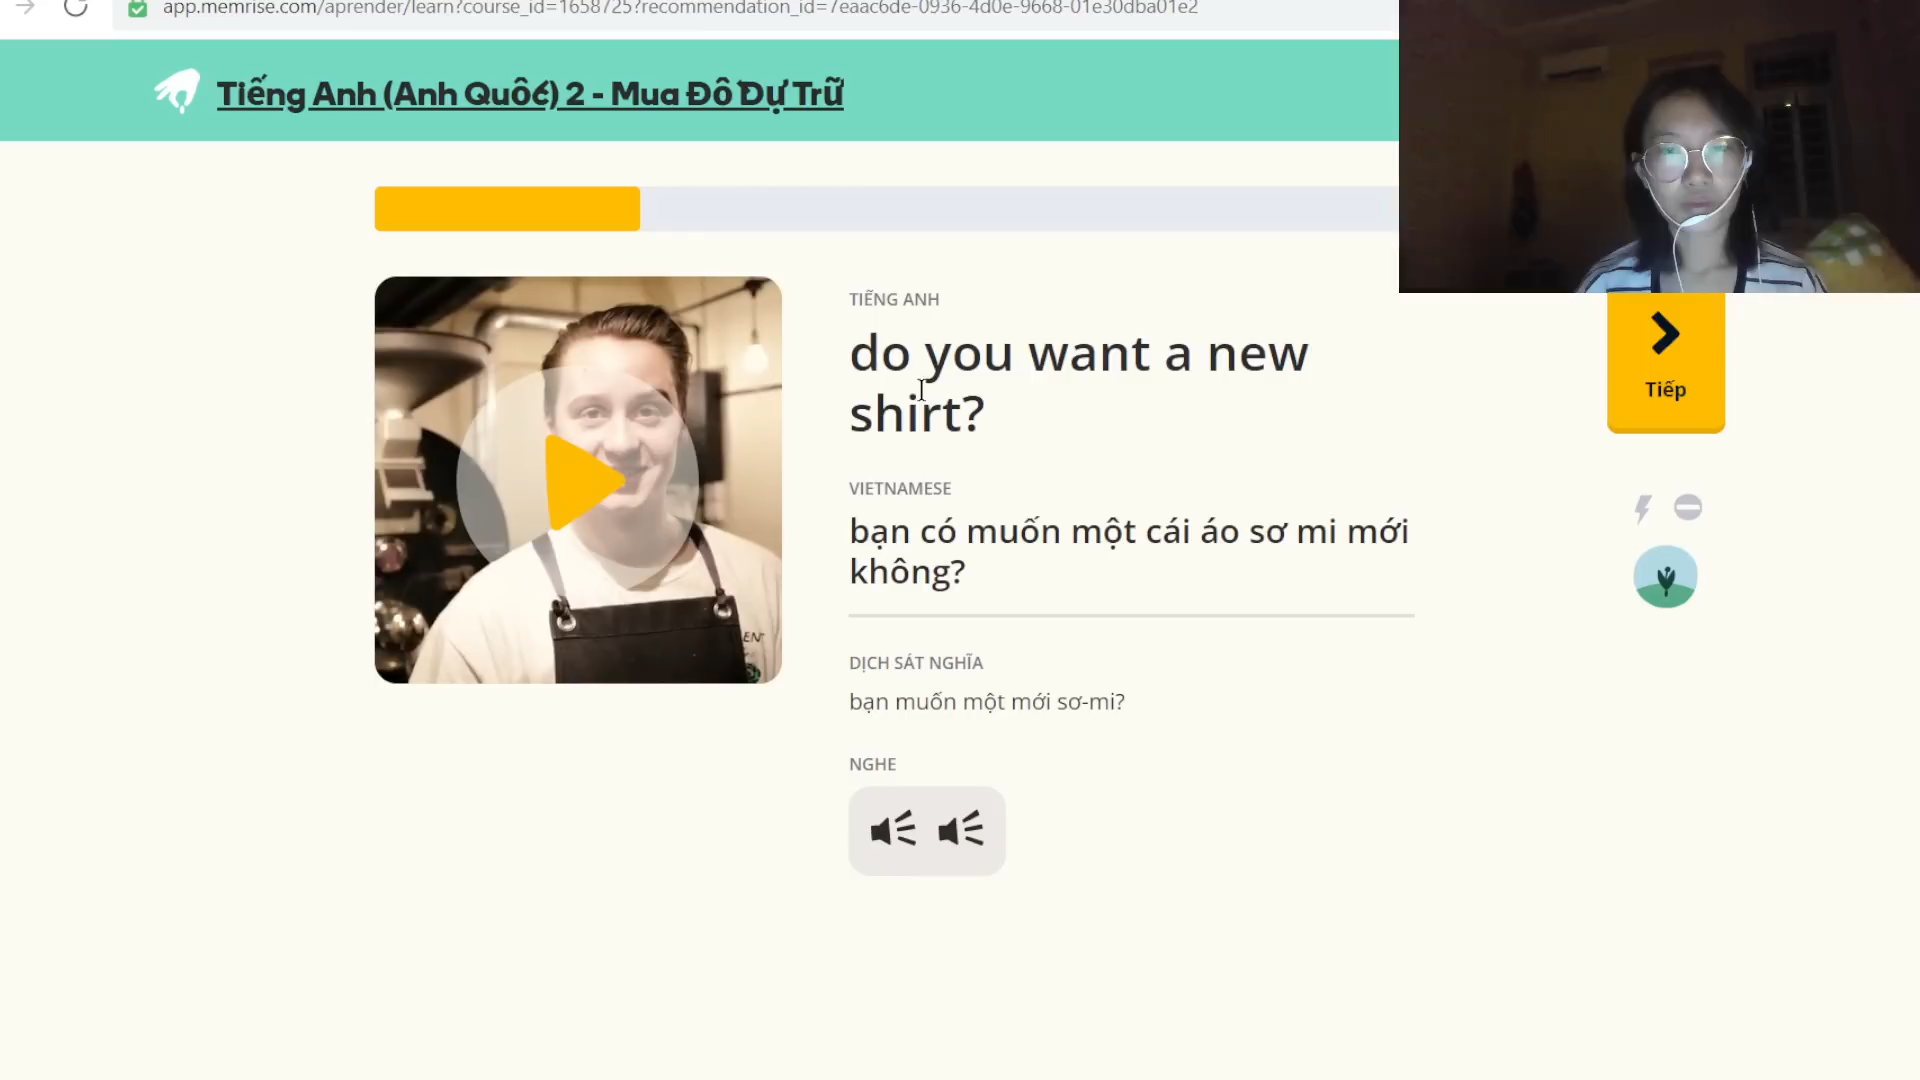 app.memrise.com/aprender/learn?course_id=1658725?recommendation_id=7eaac6de-0936-4d0e-9668-01e30dba01e2
Tiếng Anh (Anh Quốc) 2 - Mua Đồ Dự Trữ
TIẾNG ANH
do you want a new
shirt?
VIETNAMESE
bạn có muốn một cái áo sơ mi mới
không?
DỊCH SÁT NGHĨA
bạn muốn một mới sơ-mi?
NGHE
Tiếp